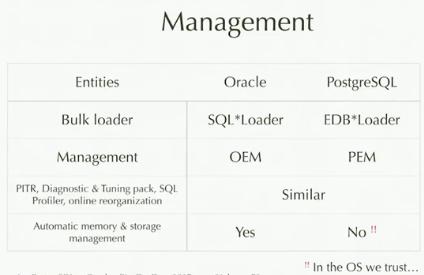 Management
Entities Oracle PostgreSQL
Bulk loader SQL*Loader EDB*Loader
Management OEM PEM
PITR, Diagnostic & Tuning pack, SQL
Profiler, online reorganization
Similar
Automatic memory & storage
management
Yes No !!
!! In the OS we trust…